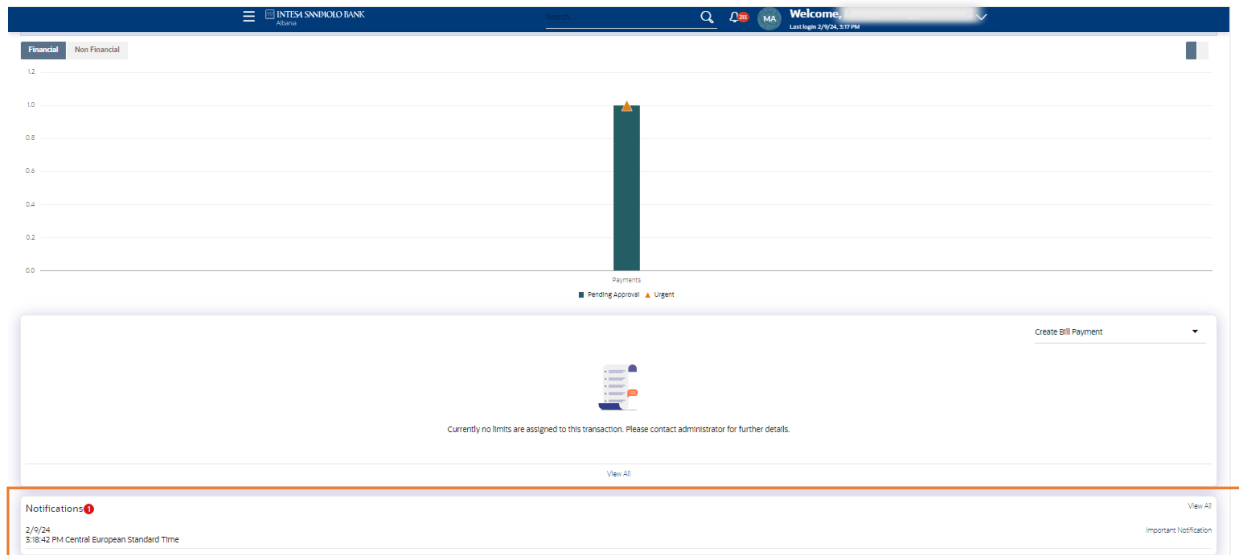 INTESA SANPAOLO BANK
Albania
Search...
213
MA
Welcome,
Last login 2/9/24, 3:17 PM
Financial
Non Financial
1.2
1.0
0.8
0.6
0.4
0.2
0.0
Payments
Pending Approval
Urgent
Create Bill Payment
Currently no limits are assigned to this transaction. Please contact administrator for further details.
View All
Notifications 1
View All
2/9/24
3:18:42 PM Central European Standard Time
Important Notification